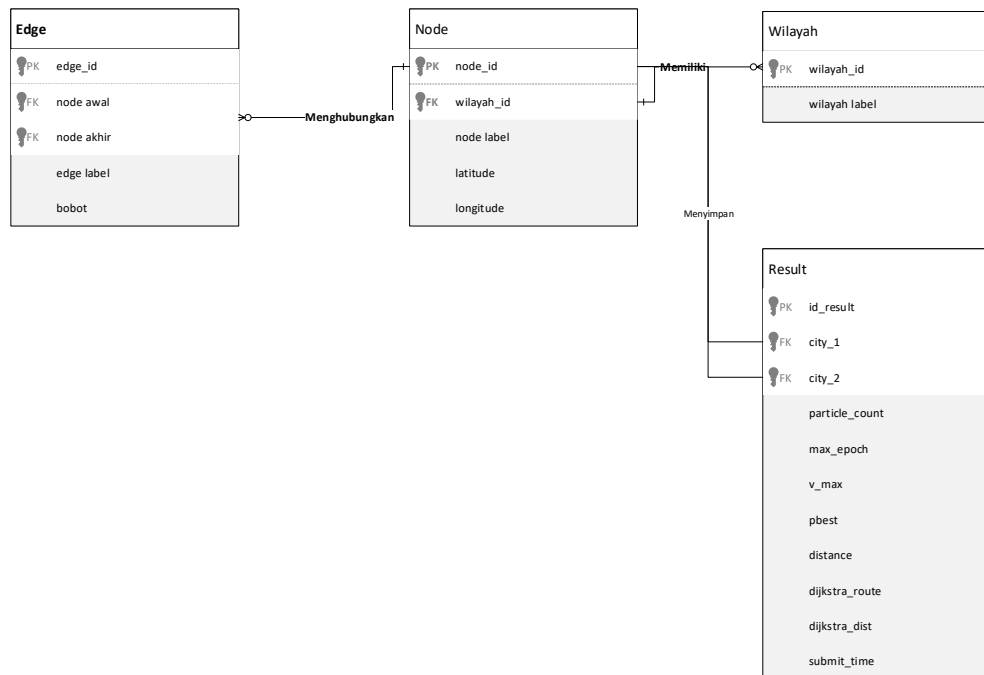 Edge
PK edge_id
FK node awal
FK node akhir
edge label
bobot
Menghubungkan
Node
PK node_id
FK wilayah_id
node label
latitude
longitude
Memiliki
Wilayah
PK wilayah_id
wilayah label
Menyimpan
Result
PK id_result
FK city_1
FK city_2
particle_count
max_epoch
v_max
pbest
distance
dijkstra_route
dijkstra_dist
submit_time